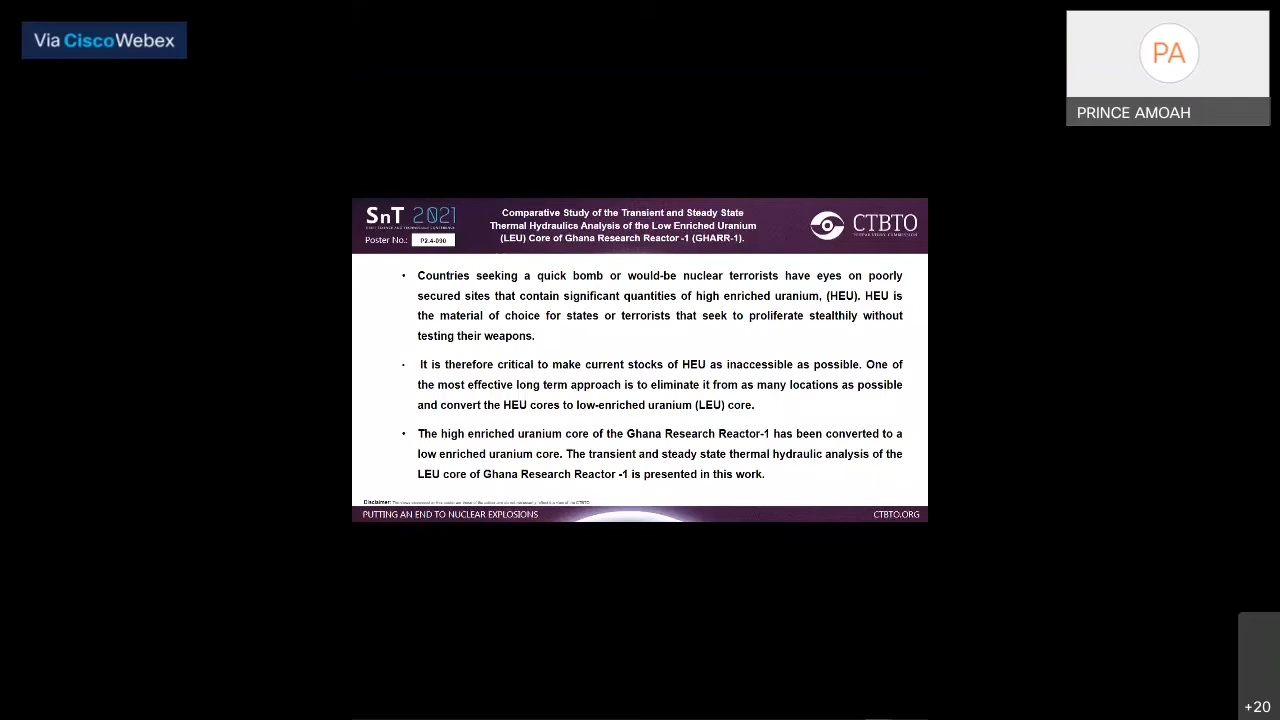 Via CiscoWebex
PA
PRINCE AMOAH
SnT 2021
Poster No.: P2.4-090
Comparative Study of the Transient and Steady State
Thermal Hydraulics Analysis of the Low Enriched Uranium
(LEU) Core of Ghana Research Reactor -1 (GHARR-1).
CTBTO
• Countries seeking a quick bomb or would-be nuclear terrorists have eyes on poorly
secured sites that contain significant quantities of high enriched uranium, (HEU). HEU is
the material of choice for states or terrorists that seek to proliferate stealthily without
testing their weapons.
• It is therefore critical to make current stocks of HEU as inaccessible as possible. One of
the most effective long term approach is to eliminate it from as many locations as possible
and convert the HEU cores to low-enriched uranium (LEU) core.
• The high enriched uranium core of the Ghana Research Reactor-1 has been converted to a
low enriched uranium core. The transient and steady state thermal hydraulic analysis of the
LEU core of Ghana Research Reactor -1 is presented in this work.
Disclaimer:
PUTTING AN END TO NUCLEAR EXPLOSIONS
CTBTO.ORG
+20